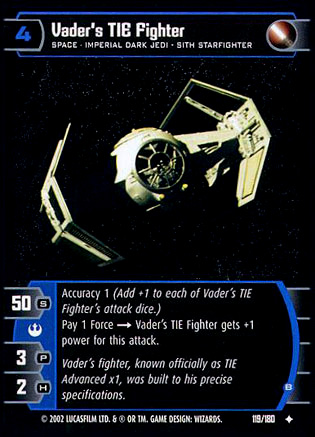 4
Vader's TIE Fighter
SPACE · IMPERIAL DARK JEDI · SITH STARFIGHTER
50 S
Accuracy 1 (Add +1 to each of Vader's TIE
Fighter's attack dice.)
Pay 1 Force → Vader's TIE Fighter gets +1
power for this attack.
3 P
2 H
Vader's fighter, known officially as TIE
Advanced x1, was built to his precise
specifications.
B
© 2002 LUCASFILM LTD. & ® OR TM. GAME DESIGN: WIZARDS.
119/180